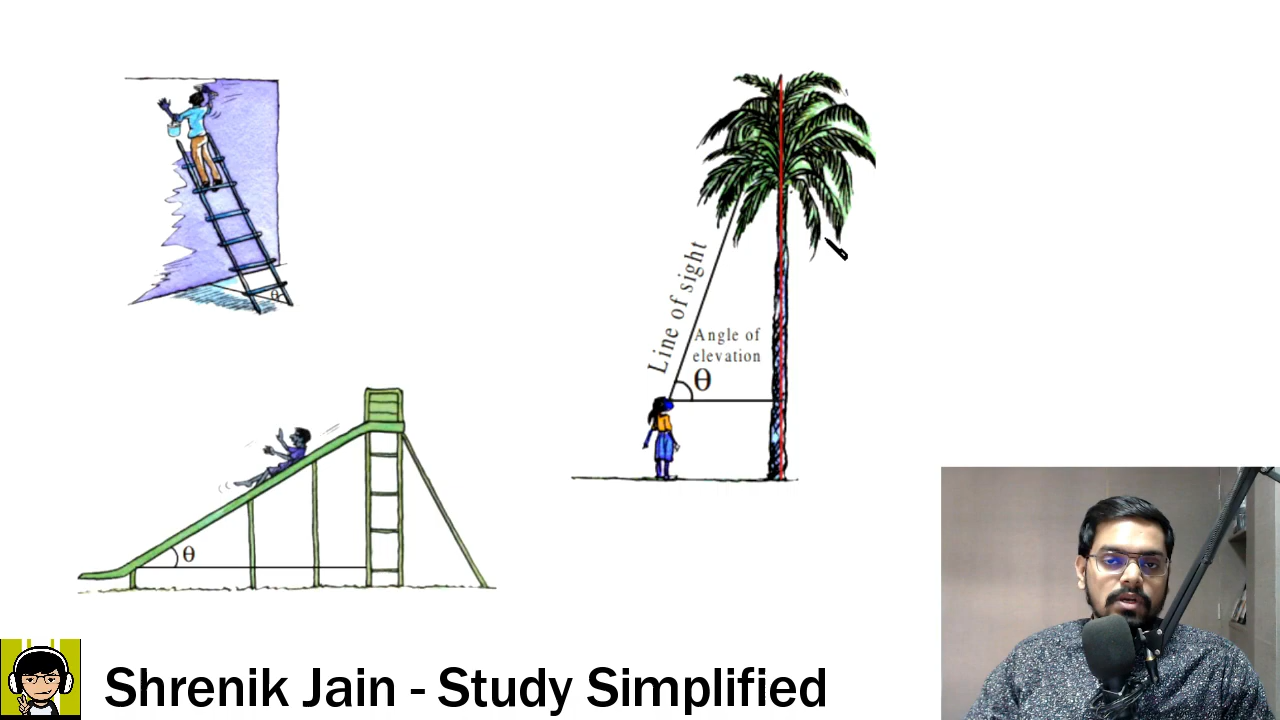 θ
Line of sight
Angle of
elevation
θ
θ
Shrenik Jain - Study Simplified